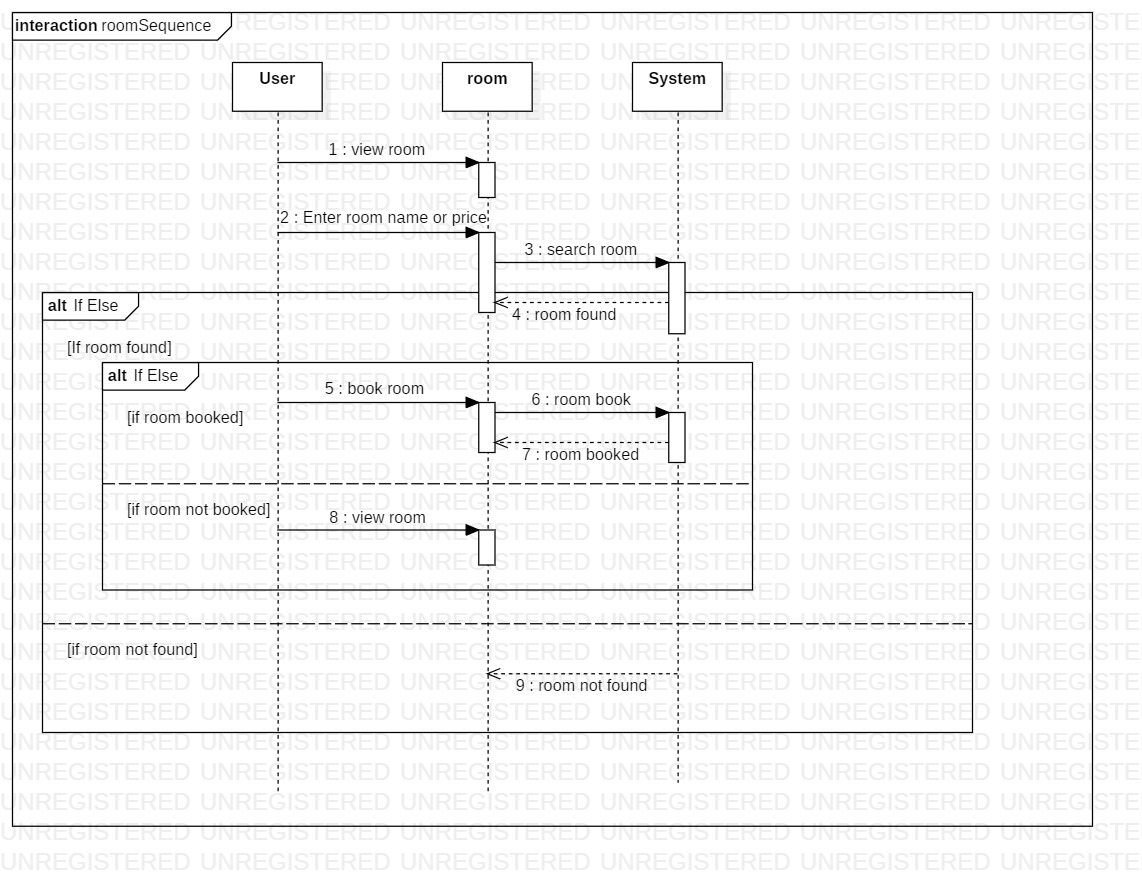 interaction roomSequence
User
room
System
1 : view room
2 : Enter room name or price
3 : search room
alt If Else
4 : room found
[If room found]
alt If Else
5 : book room
6 : room book
[if room booked]
7 : room booked
[if room not booked]
8 : view room
[if room not found]
9 : room not found
UNREGISTERED